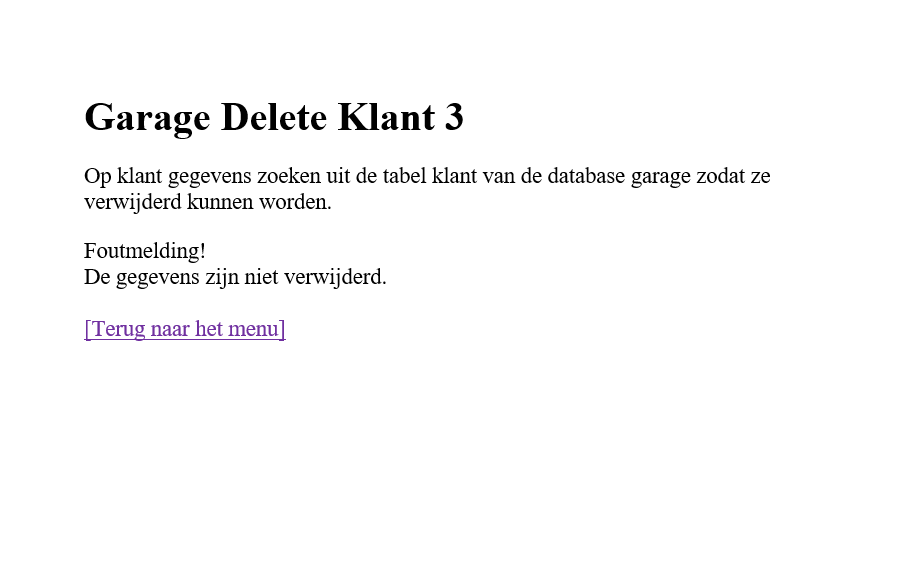 Garage Delete Klant 3
Op klant gegevens zoeken uit de tabel klant van de database garage zodat ze
verwijderd kunnen worden.
Foutmelding!
De gegevens zijn niet verwijderd.
[Terug naar het menu]